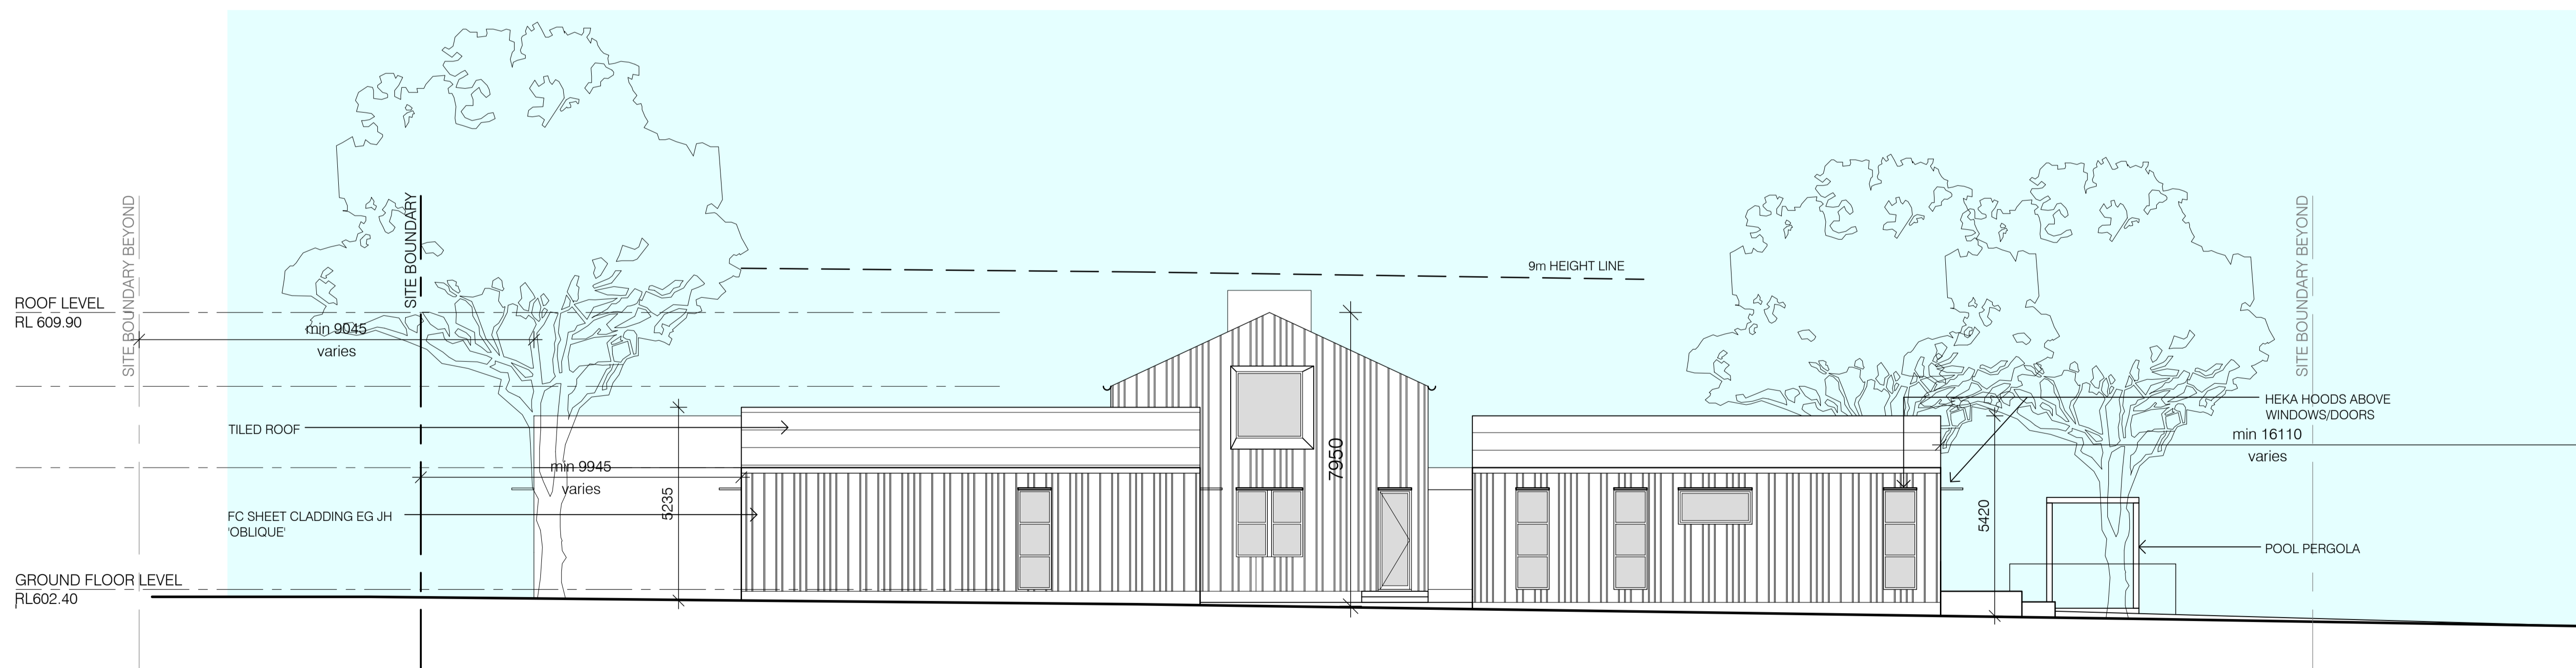 SITE BOUNDARY BEYOND
SITE BOUNDARY
SITE BOUNDARY BEYOND
9m HEIGHT LINE
ROOF LEVEL
RL 609.90
min 9045
varies
HEKA HOODS ABOVE
WINDOWS/DOORS
TILED ROOF
min 16110
varies
7950
min 9945
varies
5235
5420
FC SHEET CLADDING EG JH
'OBLIQUE'
POOL PERGOLA
GROUND FLOOR LEVEL
RL602.40